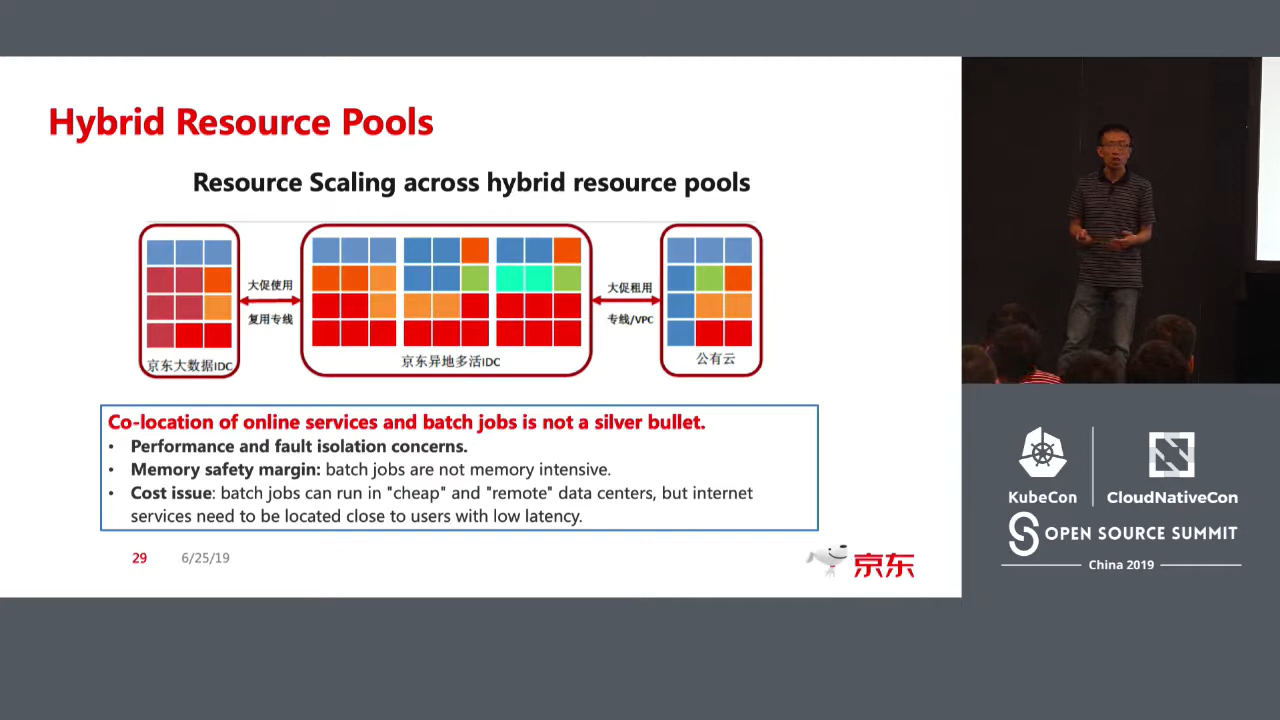 Hybrid Resource Pools
Resource Scaling across hybrid resource pools
大促使用
复用专线
大促租用
专线/VPC
京东大数据IDC
京东异地多活IDC
公有云
Co-location of online services and batch jobs is not a silver bullet.
• Performance and fault isolation concerns.
• Memory safety margin: batch jobs are not memory intensive.
• Cost issue: batch jobs can run in "cheap" and "remote" data centers, but internet
services need to be located close to users with low latency.
29 6/25/19
京东
KubeCon CloudNativeCon
OPEN SOURCE SUMMIT
China 2019